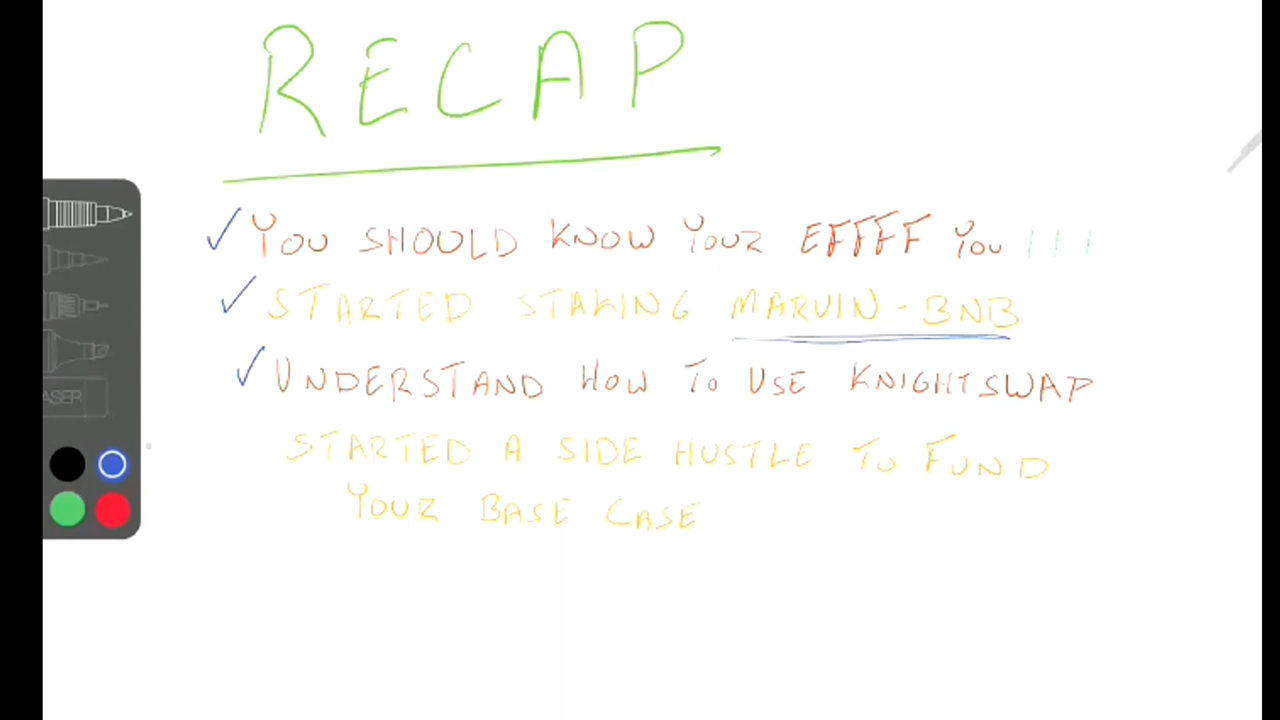 RECAP
✓ YOU SHOULD KNOW YOUR EFFFF YOU !!!
✓ STARTED STAKING MARVIN - BNB
✓ UNDERSTAND HOW TO USE KNIGHTSWAP
STARTED A SIDE HUSTLE TO FUND
YOUR BASE CASE
ASER